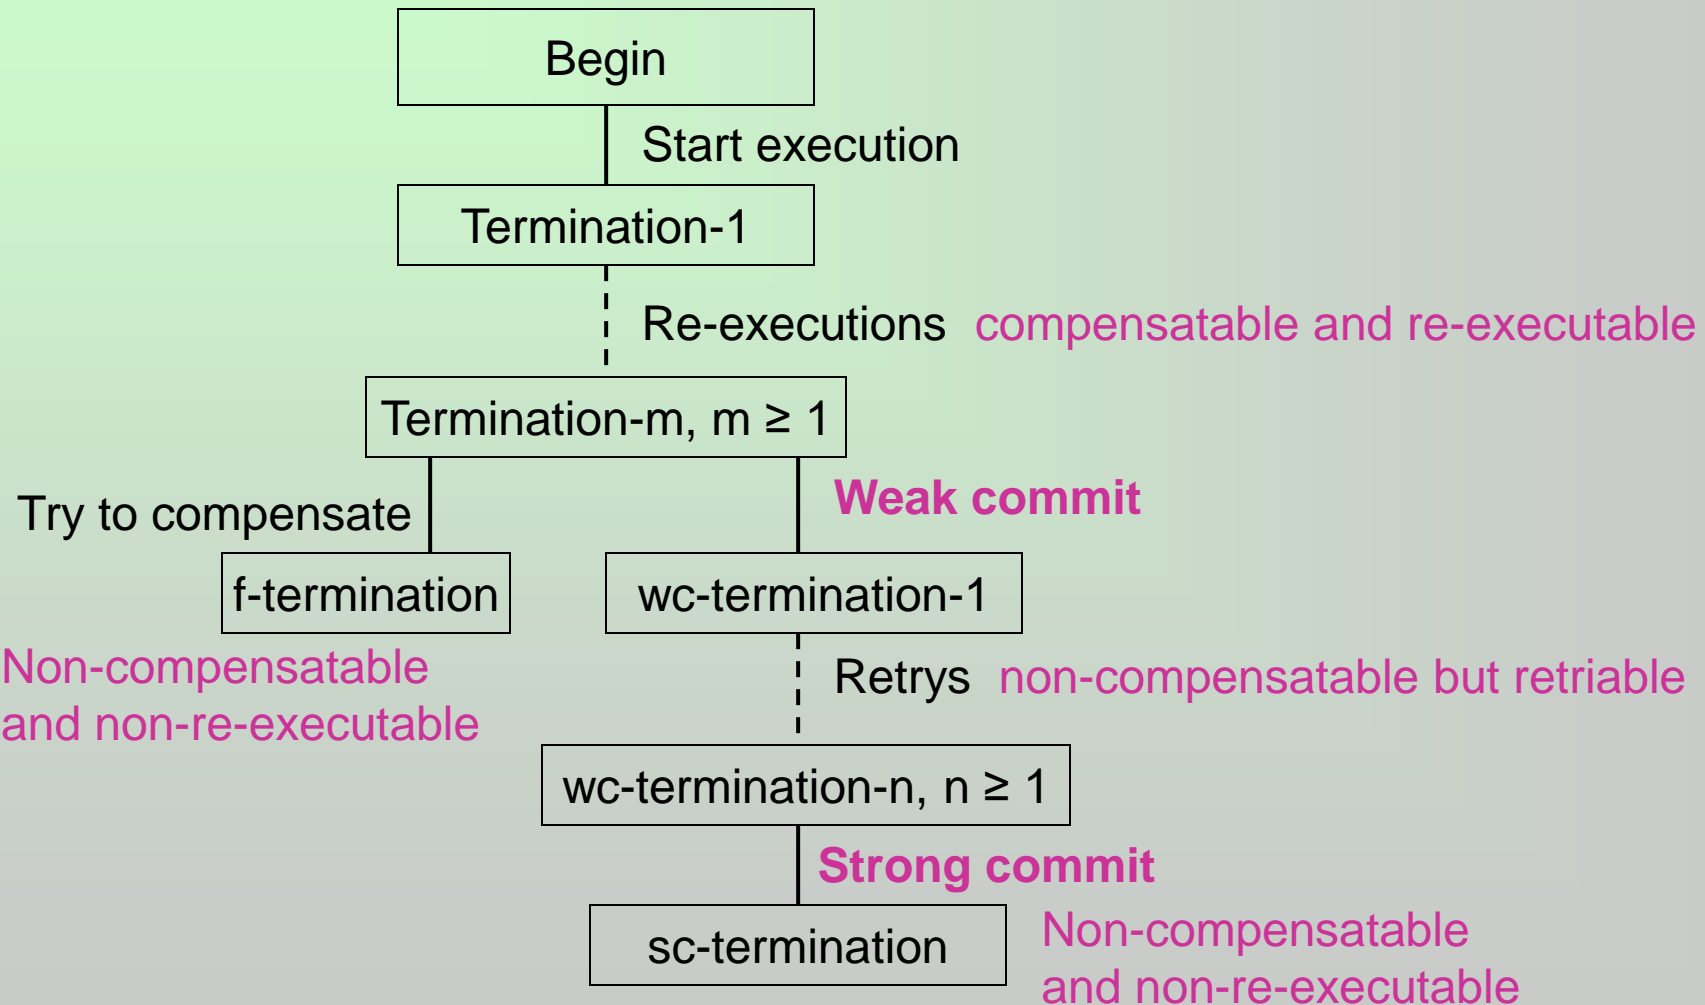 Begin
Start execution
Termination-1
Re-executions compensatable and re-executable
Termination-m, m ≥ 1
Try to compensate
Weak commit
f-termination
wc-termination-1
Non-compensatable
and non-re-executable
Retrys non-compensatable but retriable
wc-termination-n, n ≥ 1
Strong commit
sc-termination
Non-compensatable
and non-re-executable